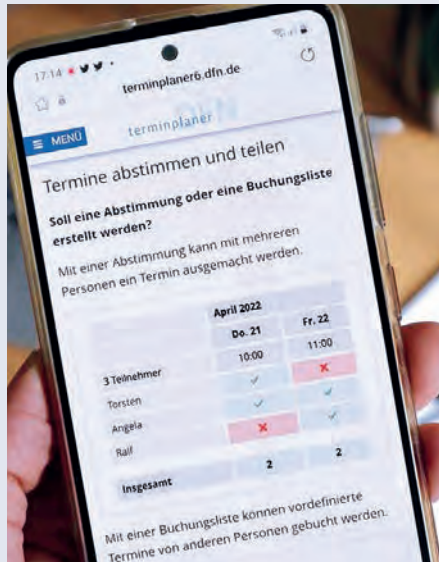 17:14
terminplaner6.dfn.de
MENÜ
terminplaner
Termine abstimmen und teilen
Soll eine Abstimmung oder eine Buchungsliste
erstellt werden?
Mit einer Abstimmung kann mit mehreren
Personen ein Termin ausgemacht werden.
April 2022
Do. 21 Fr. 22
10:00 11:00
3 Teilnehmer
Torsten ✓ ✗
Angela ✓ ✓
Ralf ✗ ✓
Insgesamt 2 2
Mit einer Buchungsliste können vordefinierte
Termine von anderen Personen gebucht werden.